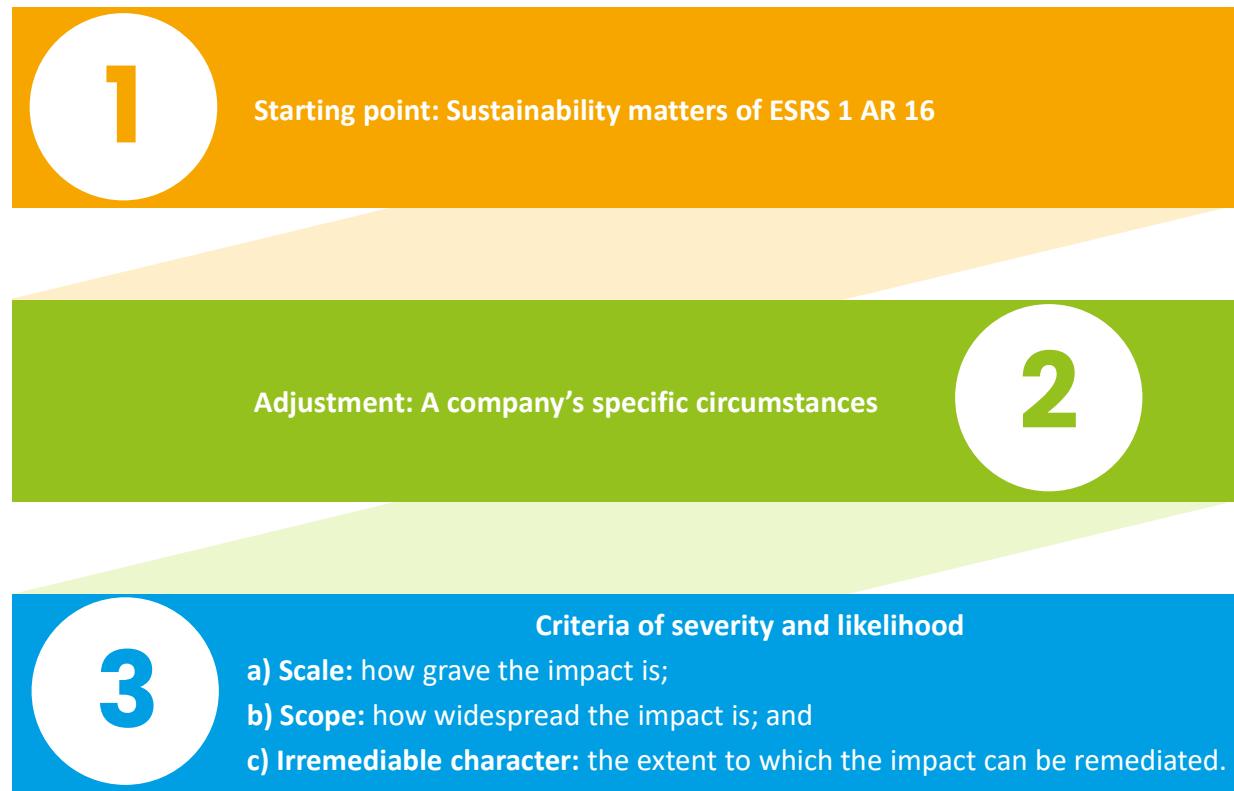 1
Starting point: Sustainability matters of ESRS 1 AR 16
Adjustment: A company’s specific circumstances
2
3
Criteria of severity and likelihood
a) Scale: how grave the impact is;
b) Scope: how widespread the impact is; and
c) Irremediable character: the extent to which the impact can be remediated.